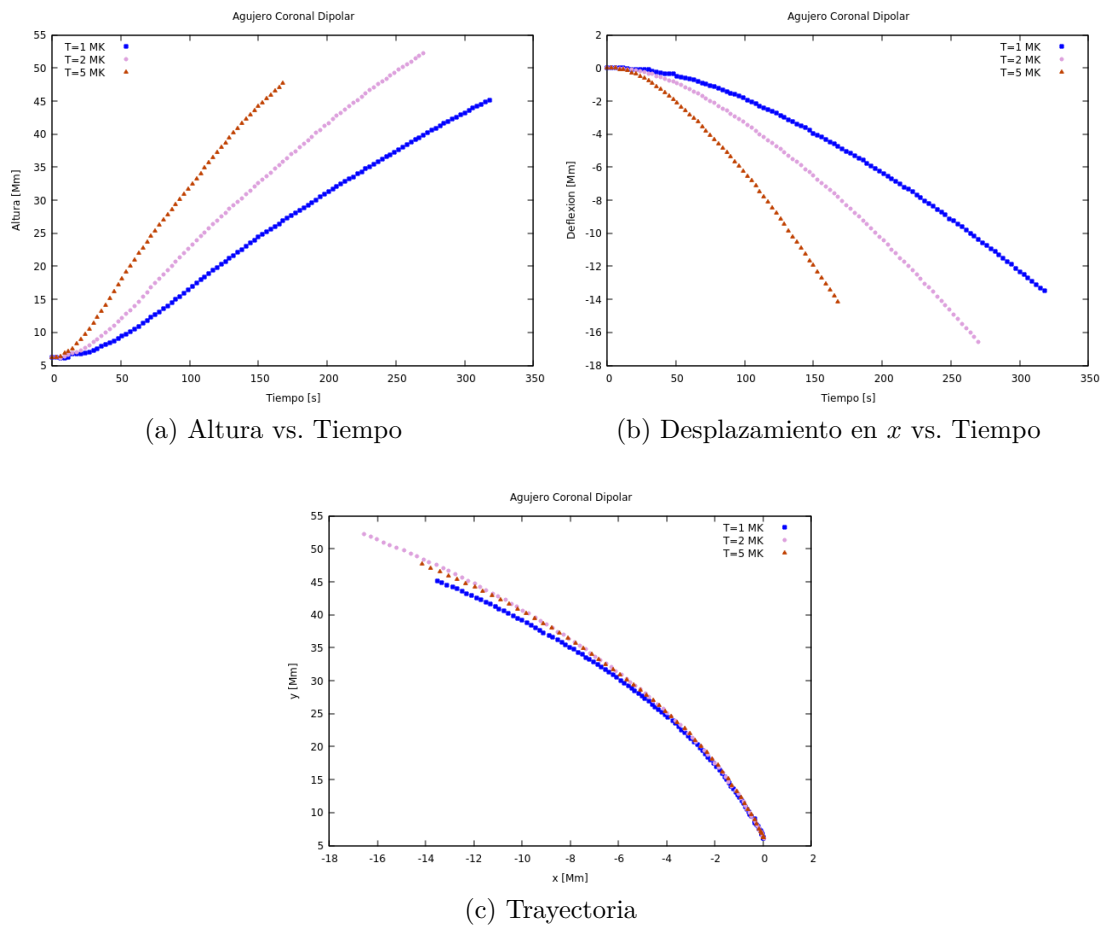 Agujero Coronal Dipolar
T=1 MK
T=2 MK
T=5 MK
55
50
45
40
35
30
25
20
15
10
5
Altura [Mm]
0 50 100 150 200 250 300 350
Tiempo [s]
(a) Altura vs. Tiempo
Agujero Coronal Dipolar
T=1 MK
T=2 MK
T=5 MK
2
0
-2
-4
-6
-8
-10
-12
-14
-16
-18
Deflexion [Mm]
0 50 100 150 200 250 300 350
Tiempo [s]
(b) Desplazamiento en x vs. Tiempo
Agujero Coronal Dipolar
T=1 MK
T=2 MK
T=5 MK
55
50
45
40
35
30
25
20
15
10
5
y [Mm]
-18 -16 -14 -12 -10 -8 -6 -4 -2 0 2
x [Mm]
(c) Trayectoria